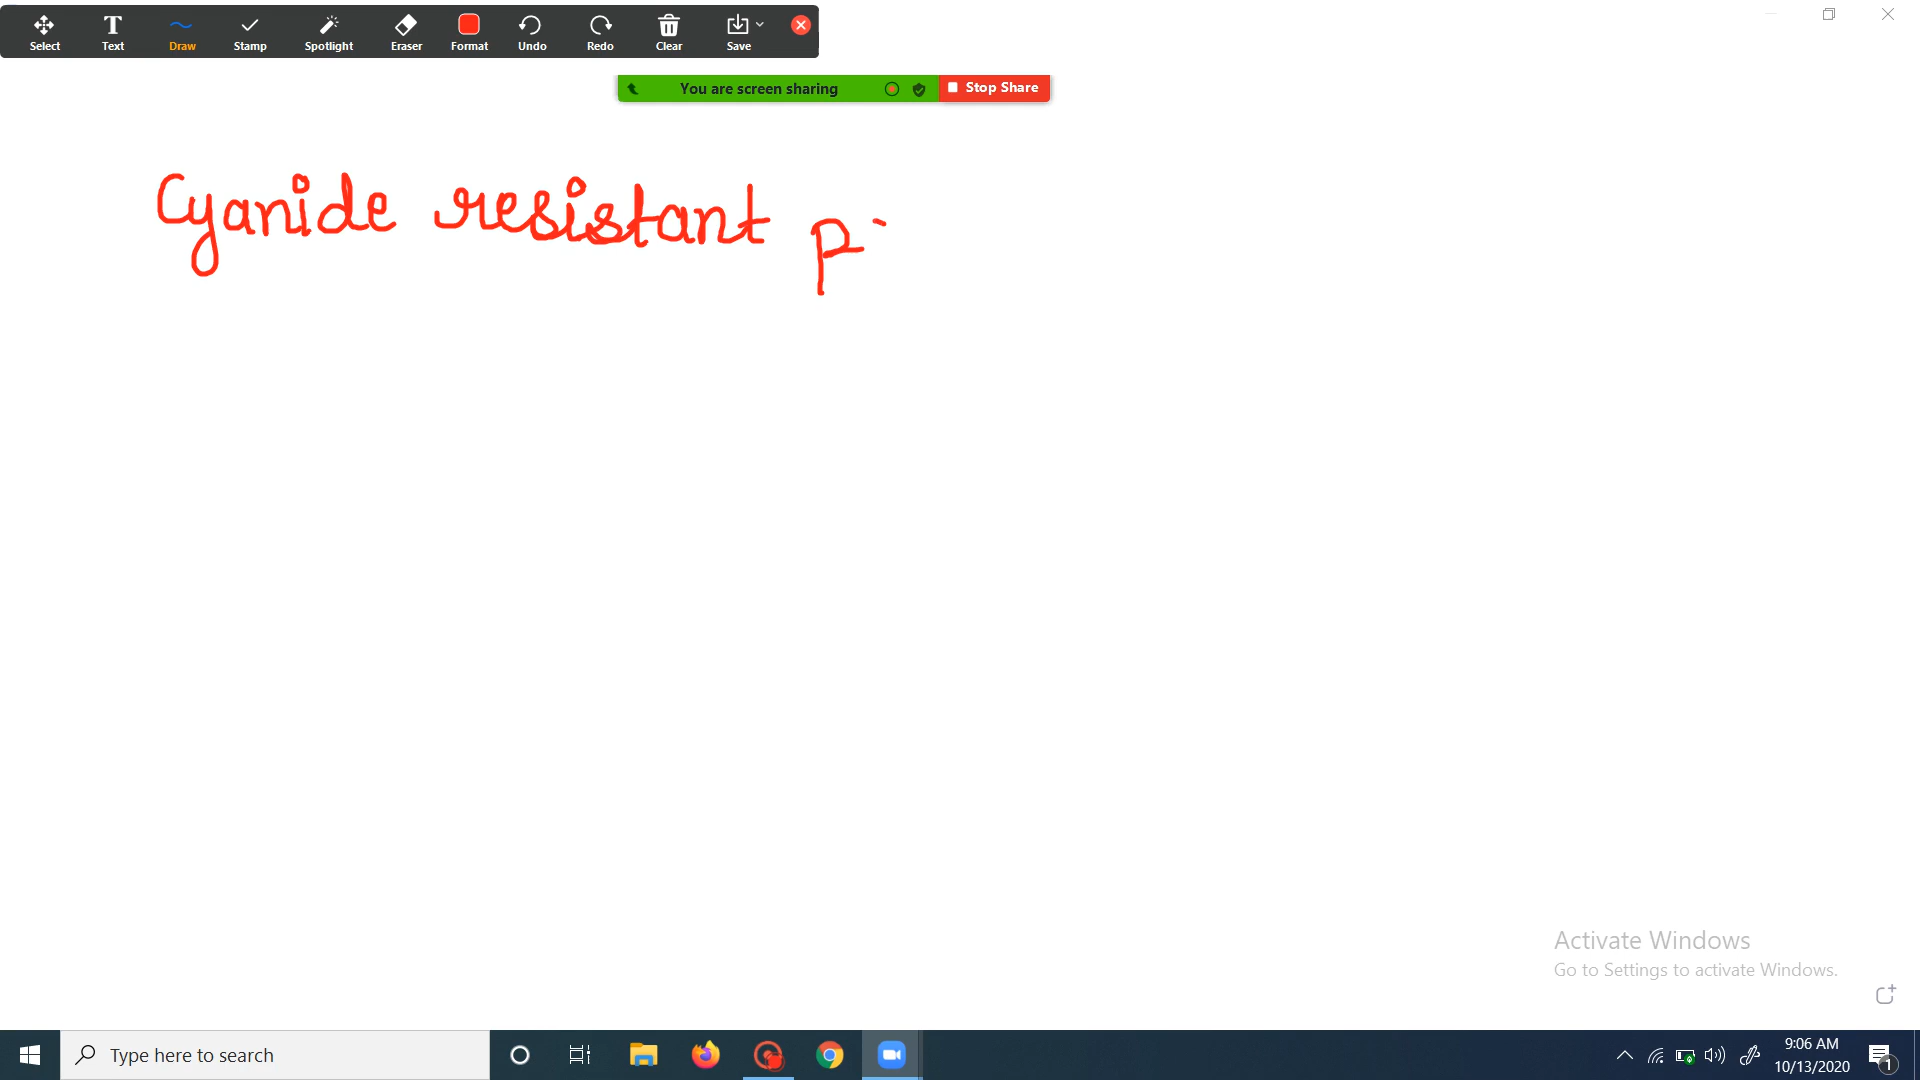 Select Text Draw Stamp Spotlight Eraser Format Undo Redo Clear Save
You are screen sharing Stop Share
Cyanide resistant p
Activate Windows
Go to Settings to activate Windows.
Type here to search
9:06 AM
10/13/2020
1